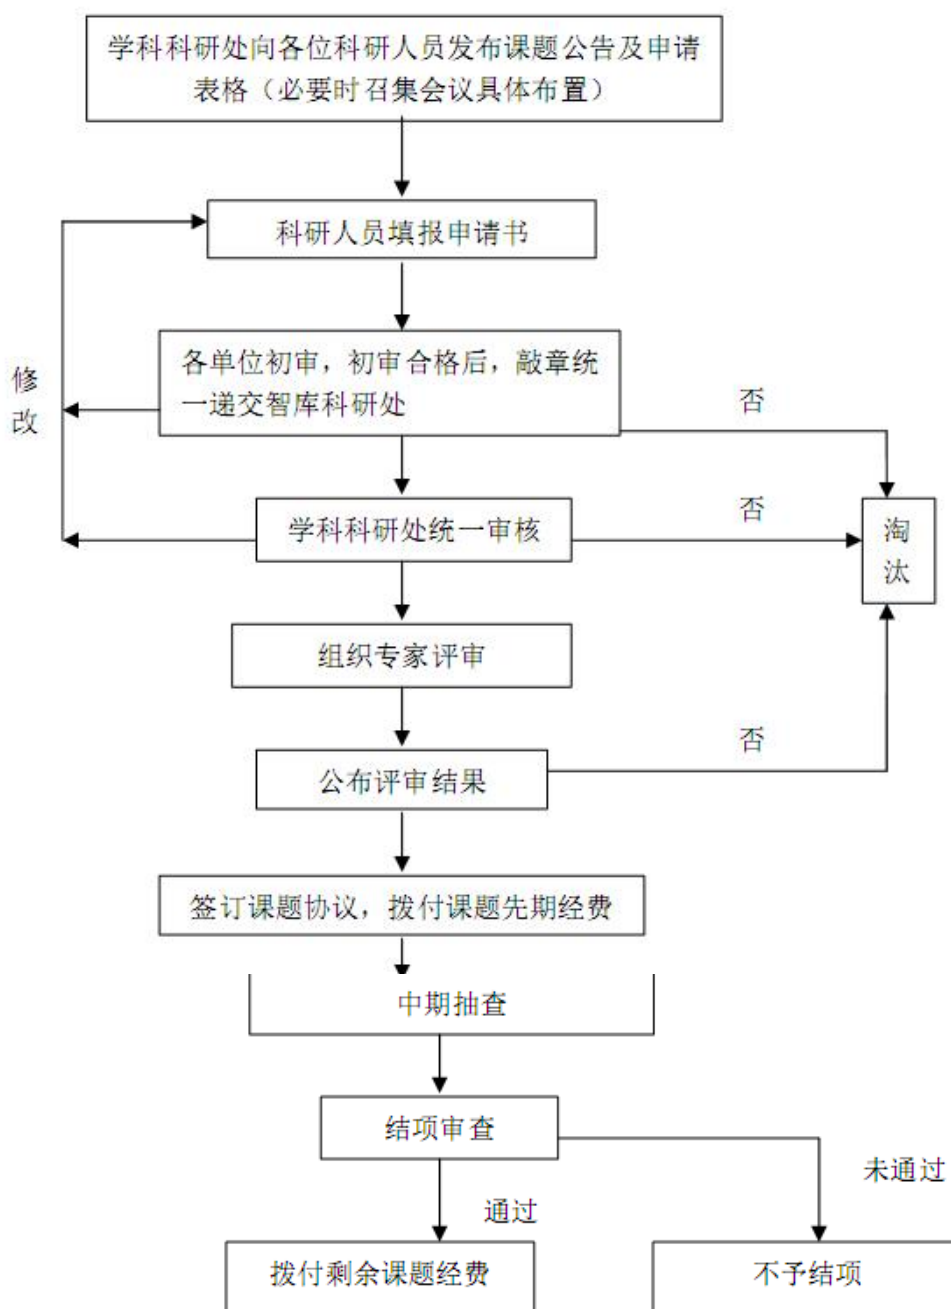 学科科研处向各位科研人员发布课题公告及申请
表格（必要时召集会议具体布置）
科研人员填报申请书
修
改
各单位初审，初审合格后，敲章统
一递交智库科研处
否
学科科研处统一审核
否
淘
汰
组织专家评审
公布评审结果
否
签订课题协议，拨付课题先期经费
中期抽查
结项审查
未通过
通过
拨付剩余课题经费
不予结项